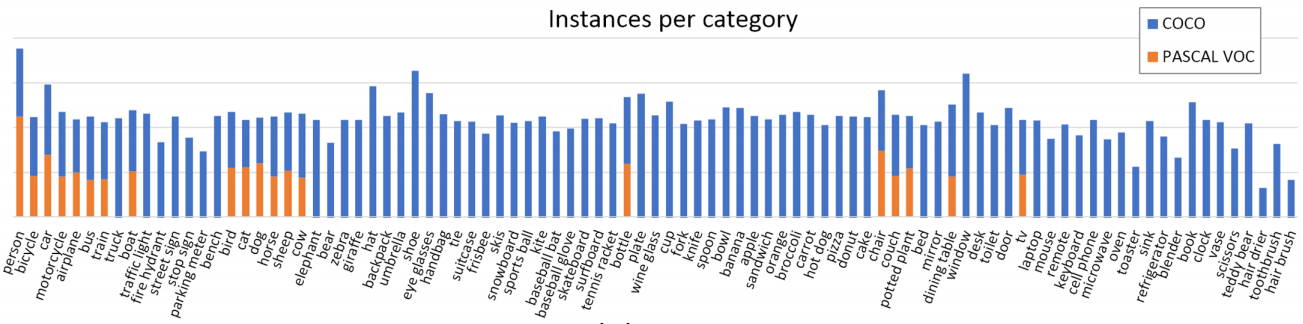 Instances per category
COCO
PASCAL VOC
person
bicycle
car
motorcycle
airplane
bus
train
truck
boat
traffic light
fire hydrant
street sign
stop sign
parking meter
bench
bird
cat
dog
horse
sheep
cow
elephant
bear
zebra
giraffe
hat
backpack
umbrella
shoe
eye glasses
handbag
tie
suitcase
frisbee
skis
snowboard
sports ball
kite
baseball bat
baseball glove
skateboard
surfboard
tennis racket
bottle
plate
wine glass
cup
fork
knife
spoon
bowl
banana
apple
sandwich
orange
broccoli
carrot
hot dog
pizza
donut
cake
chair
couch
potted plant
bed
mirror
dining table
window
desk
toilet
door
tv
laptop
mouse
remote
keyboard
cell phone
microwave
oven
toaster
sink
refrigerator
blender
book
clock
vase
scissors
teddy bear
hair drier
toothbrush
hair brush